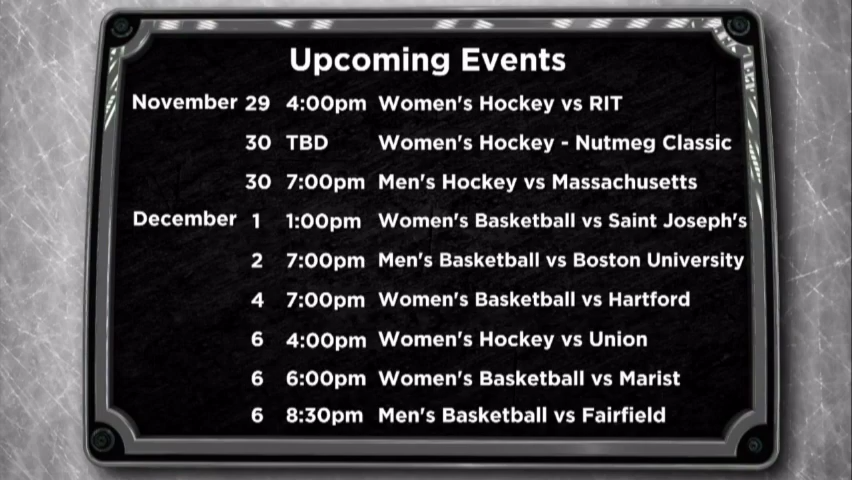 Upcoming Events
November 29 4:00pm Women's Hockey vs RIT
30 TBD Women's Hockey - Nutmeg Classic
30 7:00pm Men's Hockey vs Massachusetts
December 1 1:00pm Women's Basketball vs Saint Joseph's
2 7:00pm Men's Basketball vs Boston University
4 7:00pm Women's Basketball vs Hartford
6 4:00pm Women's Hockey vs Union
6 6:00pm Women's Basketball vs Marist
6 8:30pm Men's Basketball vs Fairfield